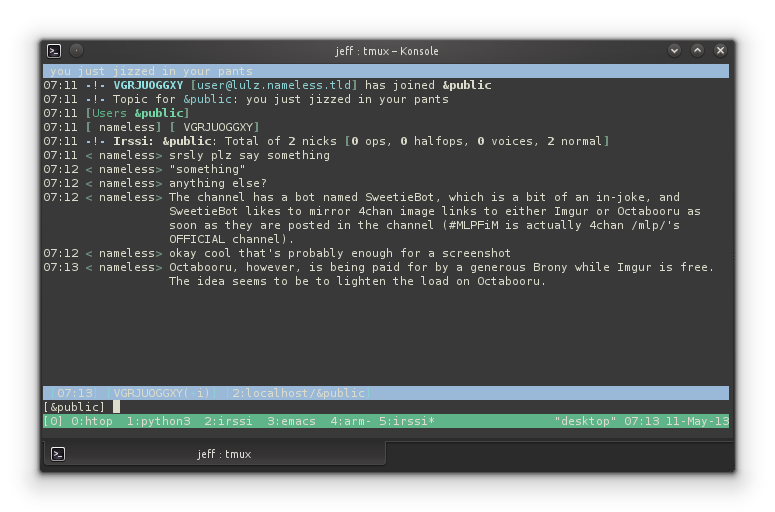 jeff : tmux – Konsole
you just jizzed in your pants
07:11 -!- VGRJUOGGXY [user@lulz.nameless.tld] has joined &public
07:11 -!- Topic for &public: you just jizzed in your pants
07:11 [Users &public]
07:11 [ nameless] [ VGRJUOGGXY]
07:11 -!- Irssi: &public: Total of 2 nicks [0 ops, 0 halfops, 0 voices, 2 normal]
07:11 < nameless> srsly plz say something
07:12 < nameless> "something"
07:12 < nameless> anything else?
07:12 < nameless> The channel has a bot named SweetieBot, which is a bit of an in-joke, and
SweetieBot likes to mirror 4chan image links to either Imgur or Octabooru as
soon as they are posted in the channel (#MLPFiM is actually 4chan /mlp/'s
OFFICIAL channel).
07:12 < nameless> okay cool that's probably enough for a screenshot
07:13 < nameless> Octabooru, however, is being paid for by a generous Brony while Imgur is free.
The idea seems to be to lighten the load on Octabooru.
[07:13] [VGRJUOGGXY(+i)] [2:localhost/&public]
[&public]
[0] 0:htop 1:python3 2:irssi 3:emacs 4:arm- 5:irssi* "desktop" 07:13 11-May-13
jeff : tmux